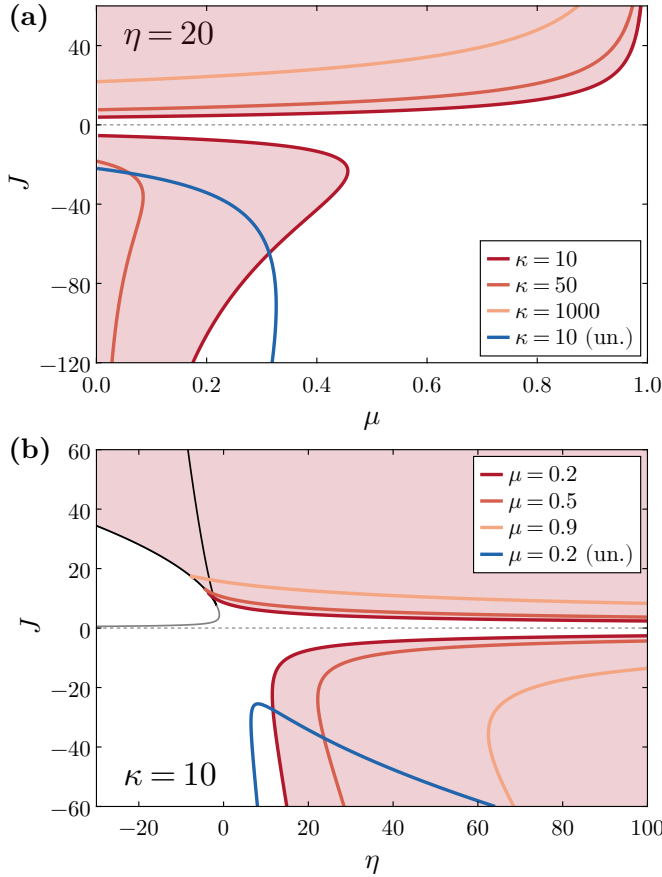 (a)
η = 20
40
0
−40
−80
−120
J
κ = 10
κ = 50
κ = 1000
κ = 10 (un.)
0.0 0.2 0.4 0.6 0.8 1.0
μ
(b)
60
40
20
0
−20
−40
−60
J
μ = 0.2
μ = 0.5
μ = 0.9
μ = 0.2 (un.)
κ = 10
−20 0 20 40 60 80 100
η